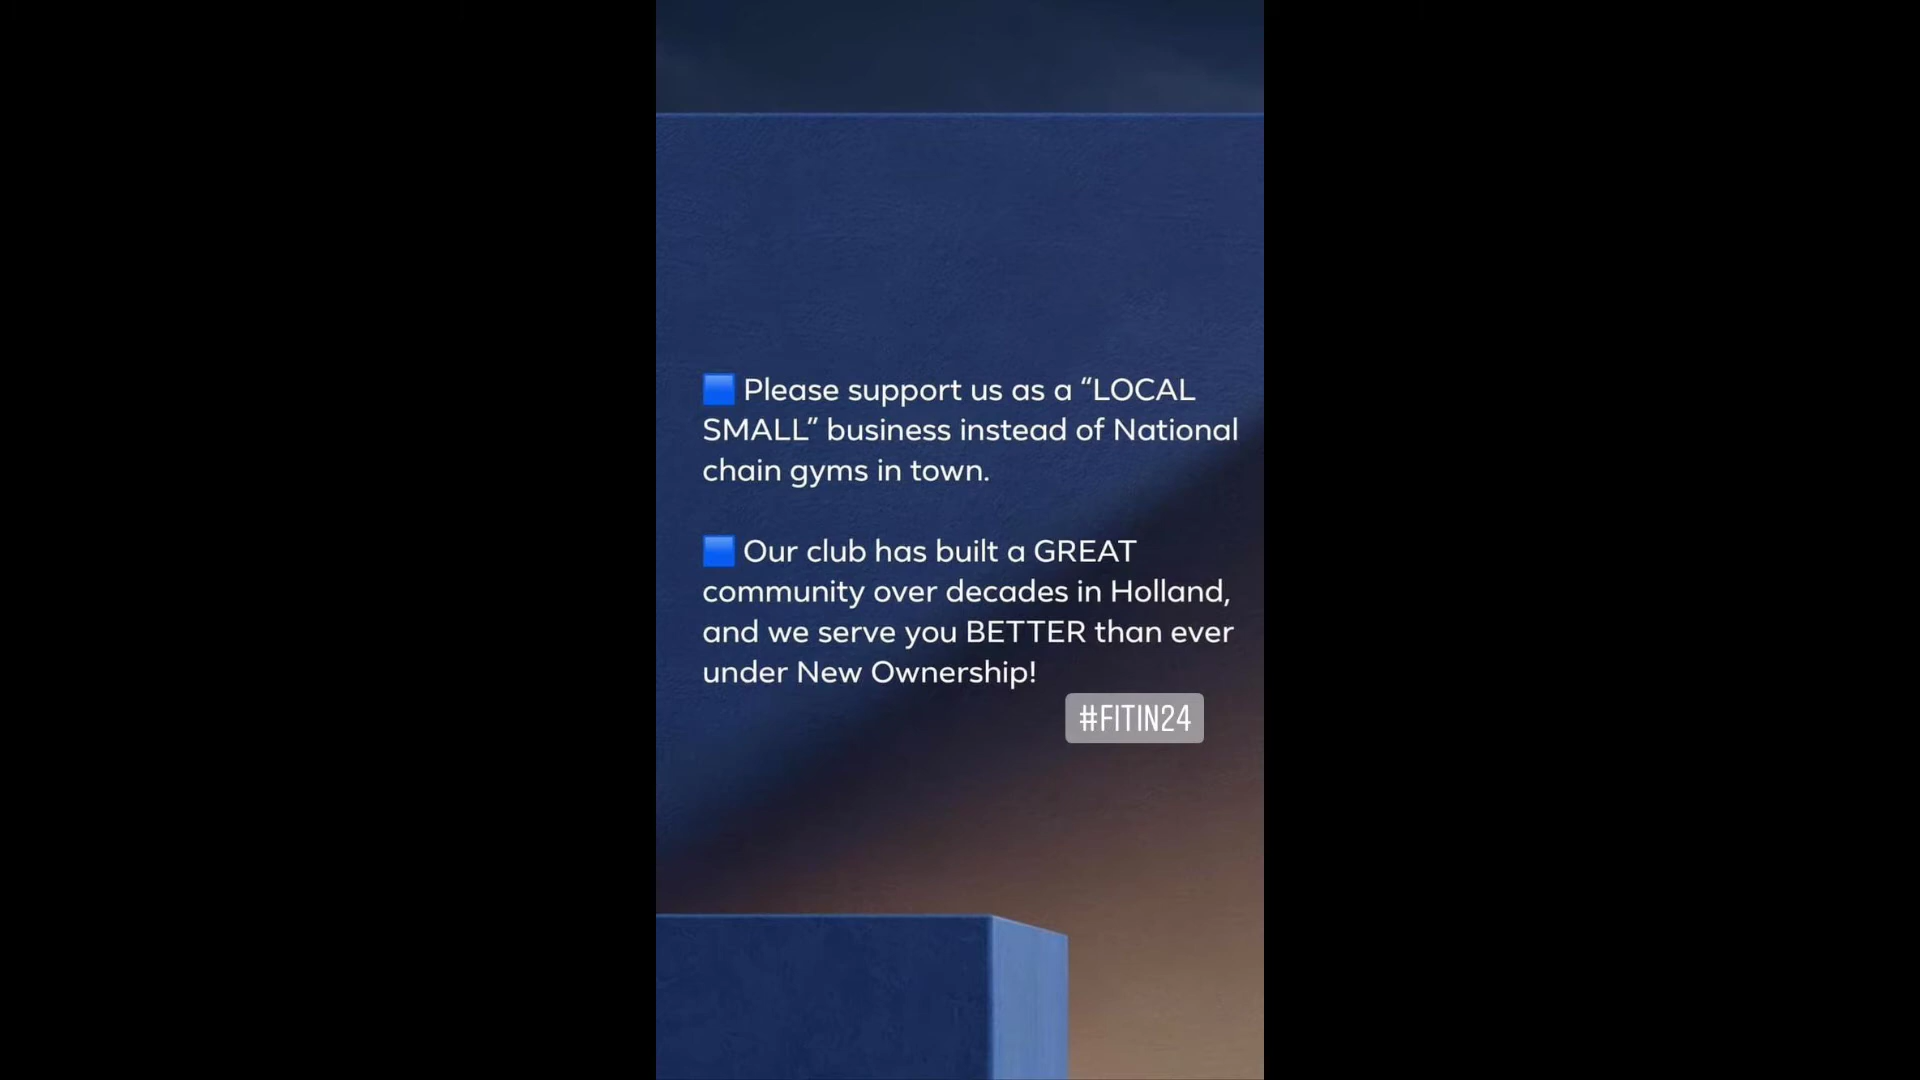 🟦 Please support us as a “LOCAL
SMALL” business instead of National
chain gyms in town.
🟦 Our club has built a GREAT
community over decades in Holland,
and we serve you BETTER than ever
under New Ownership!
#FITIN24